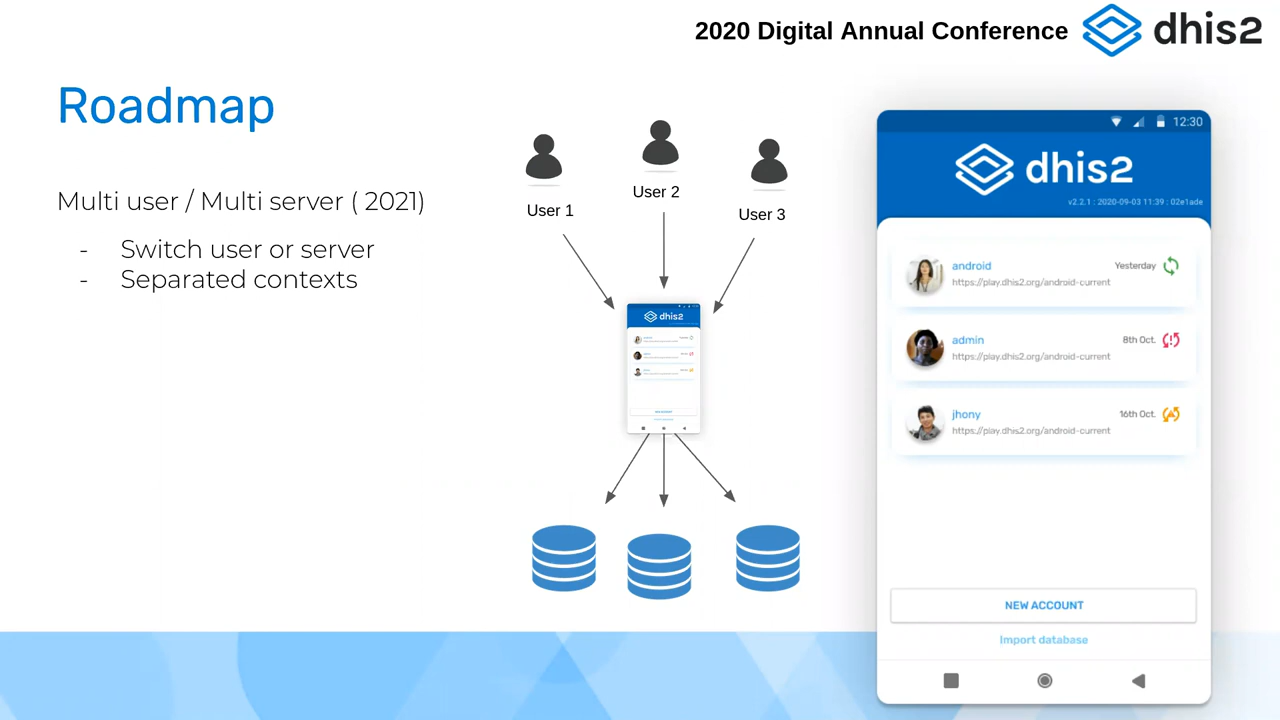 2020 Digital Annual Conference
dhis2
Roadmap
Multi user / Multi server ( 2021)
- Switch user or server
- Separated contexts
User 1
User 2
User 3
dhis2
12:30
dhis2
v2.2.1 : 2020-09-03 11:39 : 02e1ade
android
Yesterday
https://play.dhis2.org/android-current
admin
8th Oct.
https://play.dhis2.org/android-current
jhony
16th Oct.
https://play.dhis2.org/android-current
NEW ACCOUNT
Import database